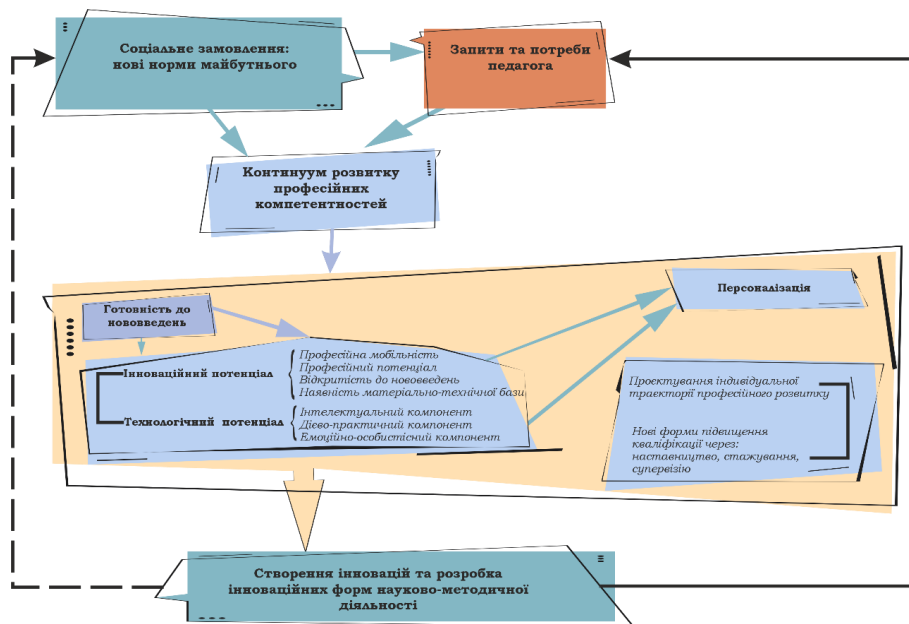 Соціальне замовлення:
нові норми майбутнього
Запити та потреби
педагога
Континуум розвитку
професійних
компетентностей
Готовність до
нововведень
Персоналізація
Інноваційний потенціал
Професійна мобільність
Професійний потенціал
Відкритість до нововведень
Наявність матеріально-технічної бази
Технологічний потенціал
Інтелектуальний компонент
Дієво-практичний компонент
Емоційно-особистісний компонент
Проєктування індивідуальної
траєкторії професійного розвитку
Нові форми підвищення
кваліфікації через:
наставництво, стажування,
супервізію
Створення інновацій та розробка
інноваційних форм науково-методичної
діяльності